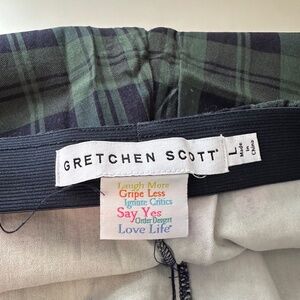 GRETCHEN SCOTT
L
Made
in
China
Laugh More
Gripe Less
Ignore Critics
Say Yes
Order Dessert
Love Life